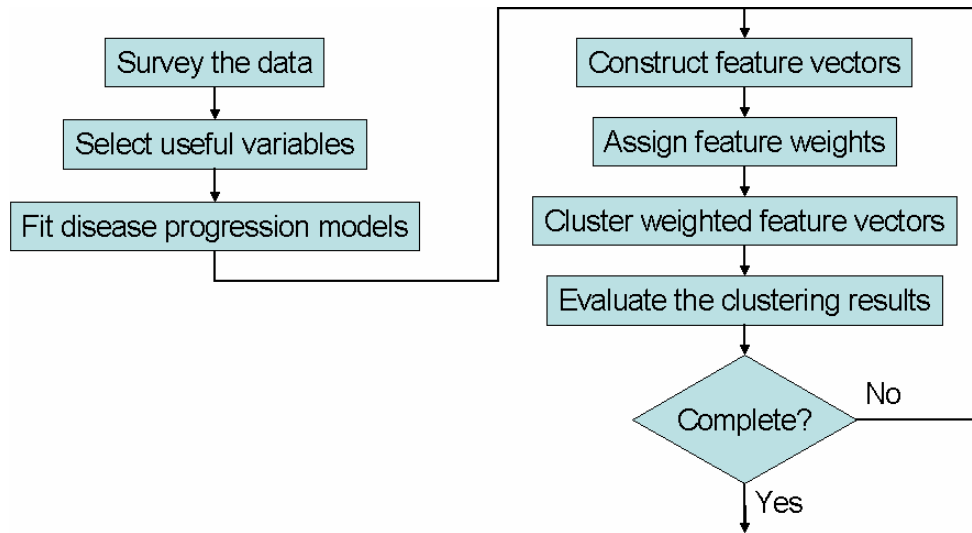 Survey the data
Select useful variables
Fit disease progression models
Construct feature vectors
Assign feature weights
Cluster weighted feature vectors
Evaluate the clustering results
Complete?
No
Yes